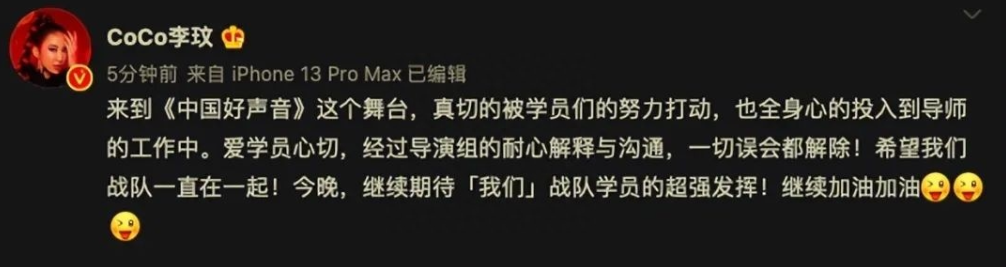 CoCo李玟
5分钟前 来自 iPhone 13 Pro Max 已编辑
来到《中国好声音》这个舞台，真切的被学员们的努力打动，也全身心的投入到导师
的工作中。爱学员心切，经过导演组的耐心解释与沟通，一切误会都解除！希望我们
战队一直在一起！今晚，继续期待「我们」战队学员的超强发挥！继续加油加油😜😜
😜